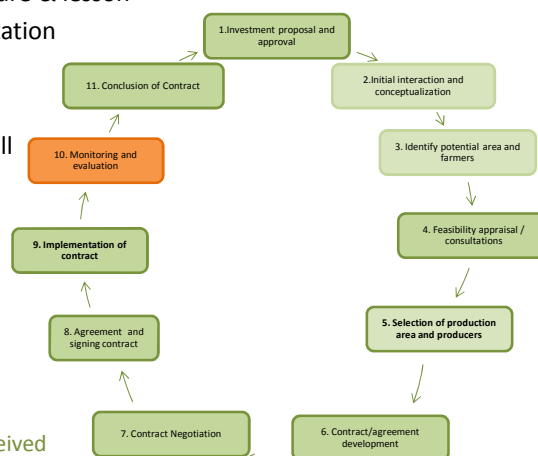 tation
1.Investment proposal and
approval
2.Initial interaction and
conceptualization
3. Identify potential area and
farmers
4. Feasibility appraisal /
consultations
5. Selection of production
area and producers
6. Contract/agreement
development
7. Contract Negotiation
8. Agreement and
signing contract
9. Implementation of
contract
10. Monitoring and
evaluation
11. Conclusion of Contract
ll
eived